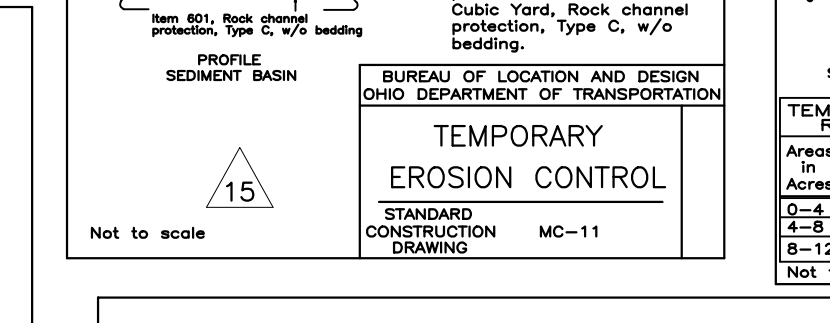 Item 601, Rock channel
protection, Type C, w/o bedding
PROFILE
SEDIMENT BASIN
Cubic Yard, Rock channel
protection, Type C, w/o
bedding.
BUREAU OF LOCATION AND DESIGN
OHIO DEPARTMENT OF TRANSPORTATION
TEMPORARY
EROSION CONTROL
STANDARD
CONSTRUCTION
DRAWING
MC-11
15
Not to scale
Areas
in
Acres
0-4
4-8
8-12
Not